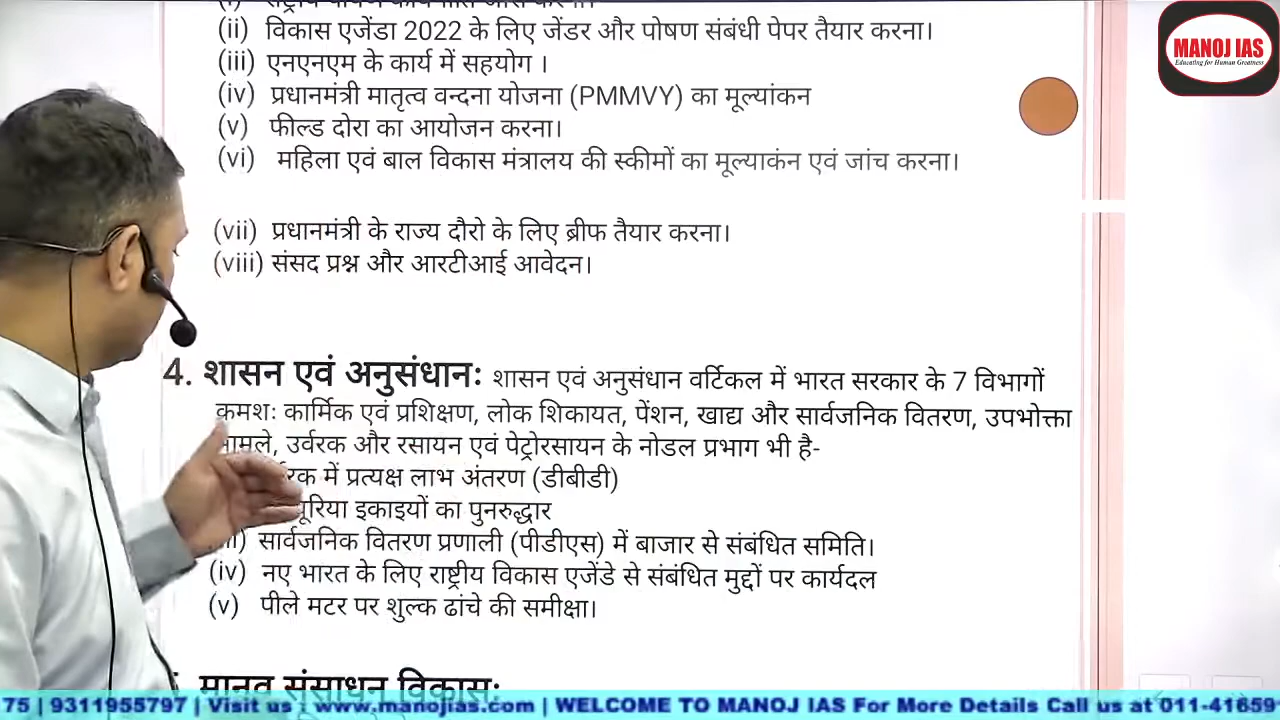 (ii) विकास एजेंडा 2022 के लिए जेंडर और पोषण संबंधी पेपर तैयार करना।
(iii) एनएनएम के कार्य में सहयोग ।
(iv) प्रधानमंत्री मातृत्व वन्दना योजना (PMMVY) का मूल्यांकन
(v) फील्ड दोरा का आयोजन करना।
(vi) महिला एवं बाल विकास मंत्रालय की स्कीमों का मूल्याकंन एवं जांच करना।
(vii) प्रधानमंत्री के राज्य दौरो के लिए ब्रीफ तैयार करना।
(viii) संसद प्रश्न और आरटीआई आवेदन।
4. शासन एवं अनुसंधानः शासन एवं अनुसंधान वर्टिकल में भारत सरकार के 7 विभागों
कमशः कार्मिक एवं प्रशिक्षण, लोक शिकायत, पेंशन, खाद्य और सार्वजनिक वितरण, उपभोक्ता
उर्वरक और रसायन एवं पेट्रोरसायन के नोडल प्रभाग भी है-
में प्रत्यक्ष लाभ अंतरण (डीबीडी)
इकाइयों का पुनरुद्धार
सार्वजनिक वितरण प्रणाली (पीडीएस) में बाजार से संबंधित समिति।
(iv) नए भारत के लिए राष्ट्रीय विकास एजेंडे से संबंधित मुद्दों पर कार्यदल
(v) पीले मटर पर शुल्क ढांचे की समीक्षा।
मानव संसाधन विकासः
MANOJ IAS
Educating for Human Greatness
75 | 9311955797 | Visit us : www.manojias.com | WELCOME TO MANOJ IAS For More Details Call us at 011-41659